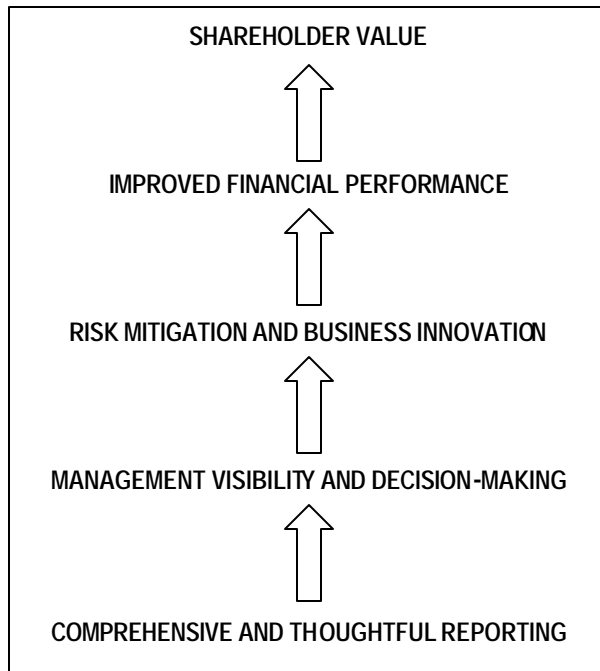 SHAREHOLDER VALUE
IMPROVED FINANCIAL PERFORMANCE
RISK MITIGATION AND BUSINESS INNOVATION
MANAGEMENT VISIBILITY AND DECISION-MAKING
COMPREHENSIVE AND THOUGHTFUL REPORTING